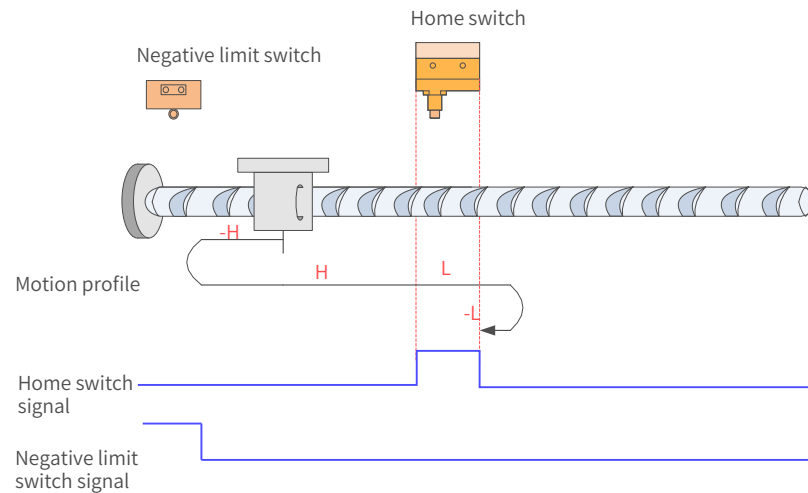 Home switch
Negative limit switch
-H
H
L
Motion profile
-L
Home switch
signal
Negative limit
switch signal